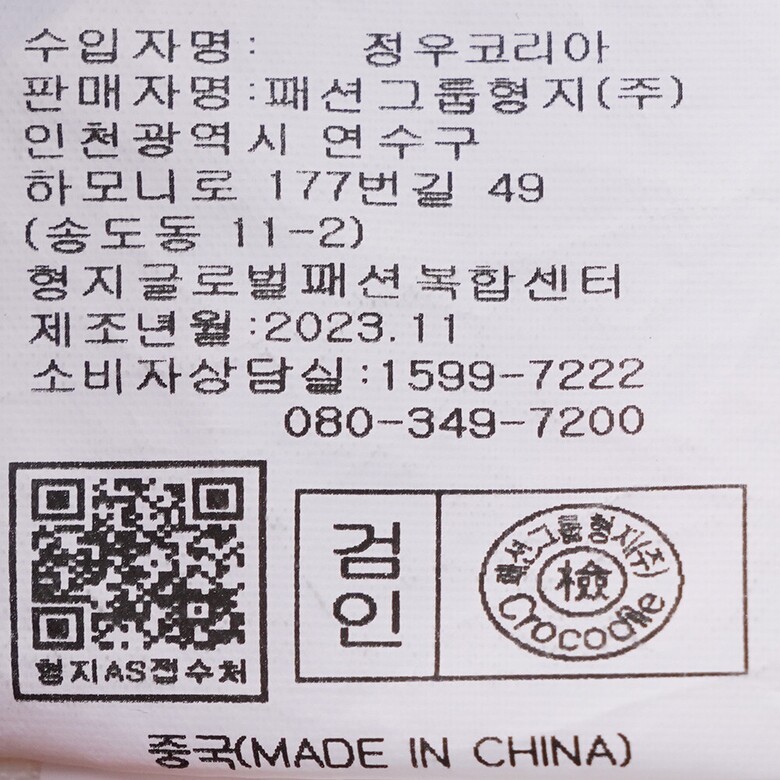 수입자명: 정우코리아
판매자명:패션그룹형지(주)
인천광역시 연수구
하모니로 177번길 49
(송도동 11-2)
형지글로벌패션복합센터
제조년월:2023.11
소비자상담실:1599-7222
080-349-7200
형지AS접수처
검인
패션그룹형지(주)
檢
Crocodile
중국(MADE IN CHINA)